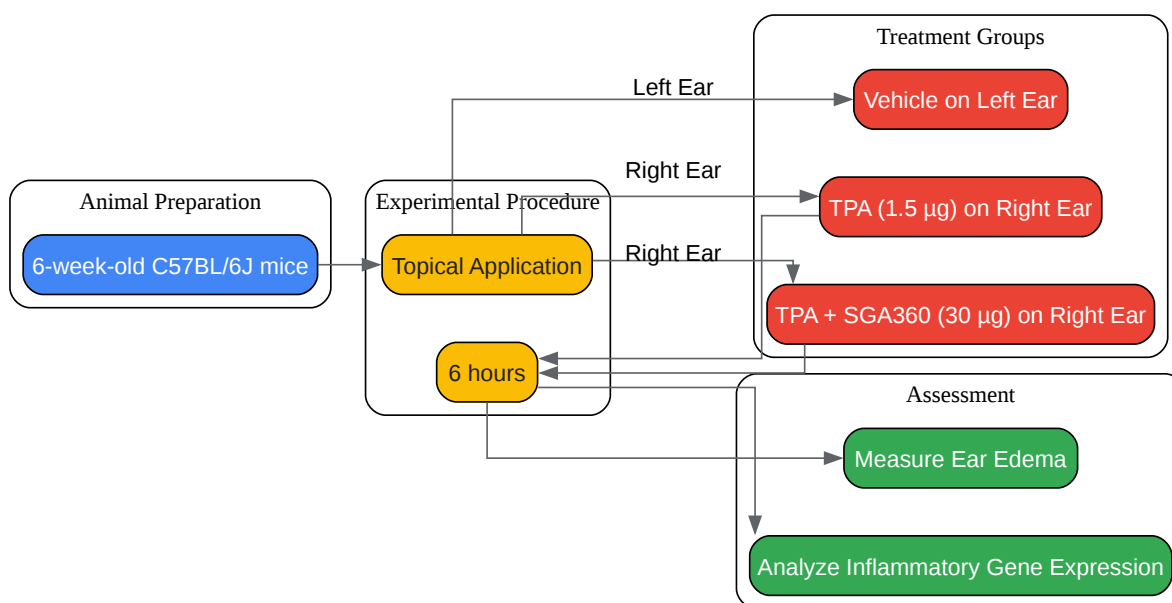 Animal Preparation
6-week-old C57BL/6J mice
Experimental Procedure
Topical Application
6 hours
Left Ear
Right Ear
Right Ear
Treatment Groups
Vehicle on Left Ear
TPA (1.5 µg) on Right Ear
TPA + SGA360 (30 µg) on Right Ear
Assessment
Measure Ear Edema
Analyze Inflammatory Gene Expression